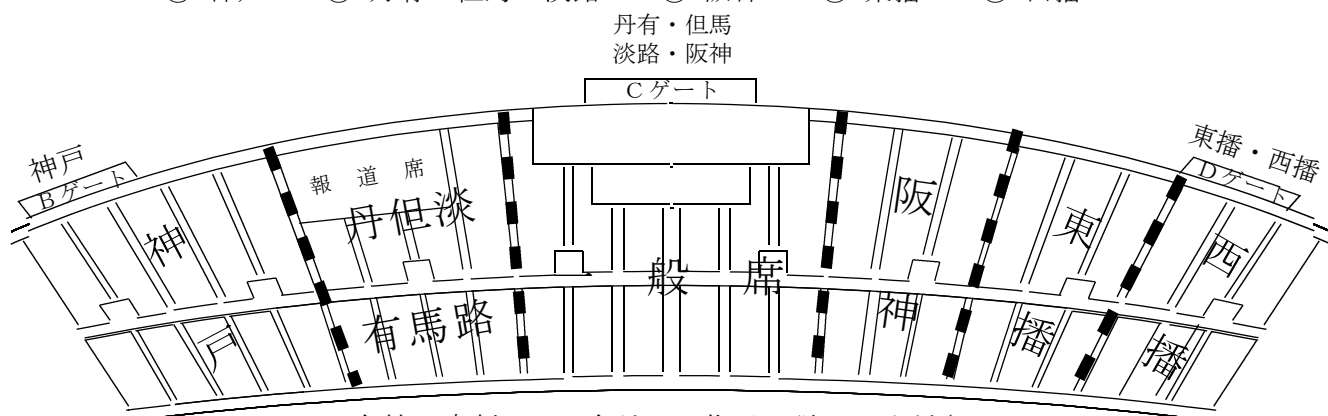 丹有・但馬
淡路・阪神
Cゲート
神戸
Bゲート
東播・西播
Dゲート
報道席
神戸
丹有
但馬
淡路
一般席
阪神
東播
西播